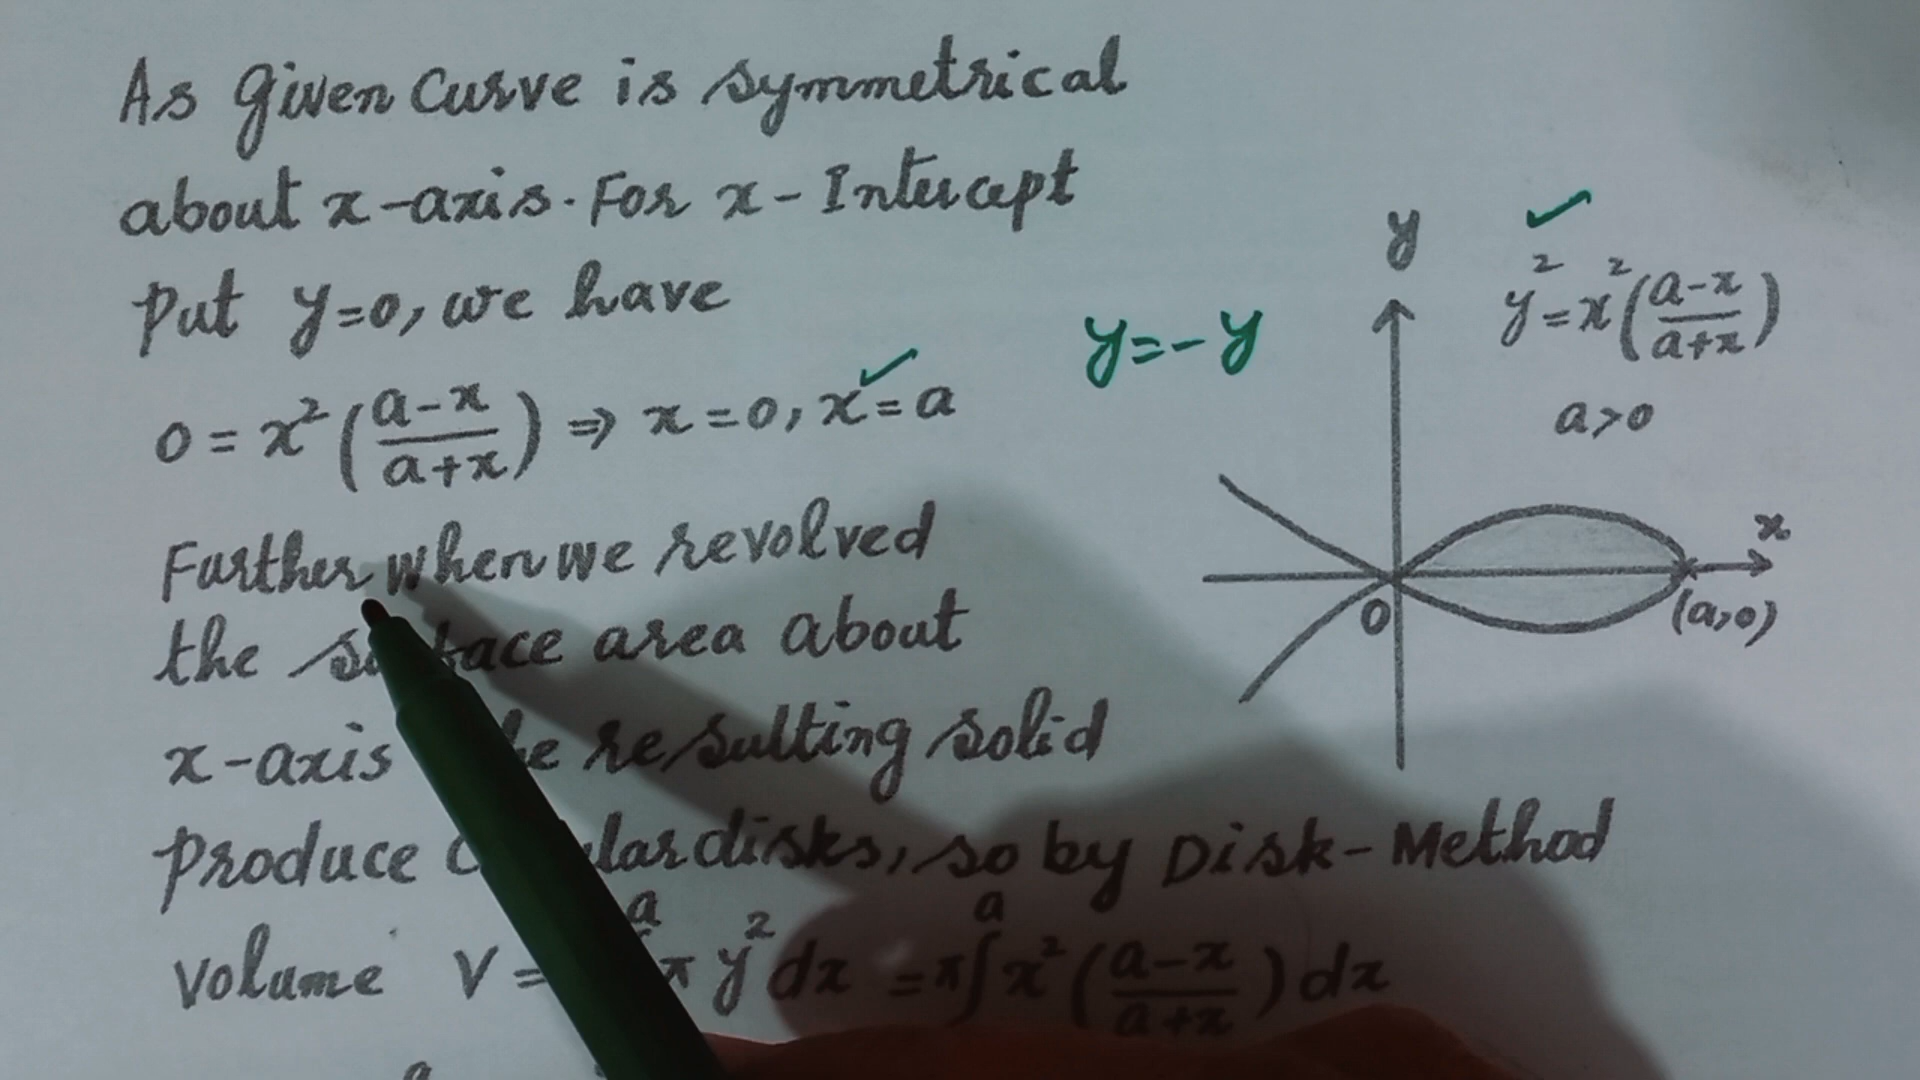 As Given Curve is symmetrical
about x-axis. For x-Intercept
Put y=0, we have
0 = x² (a-x/a+x) ⇒ x=0, x=a
Further when we revolved
the area about
x-axis resulting solid
Produce disks, so by Disk-Method
Volume V = π y² dx = π∫ᵃ x² (a-x/a+x) dx
a
y=-y
y
y²=x²(a-x/a+x)
a>0
x
0
(a,0)